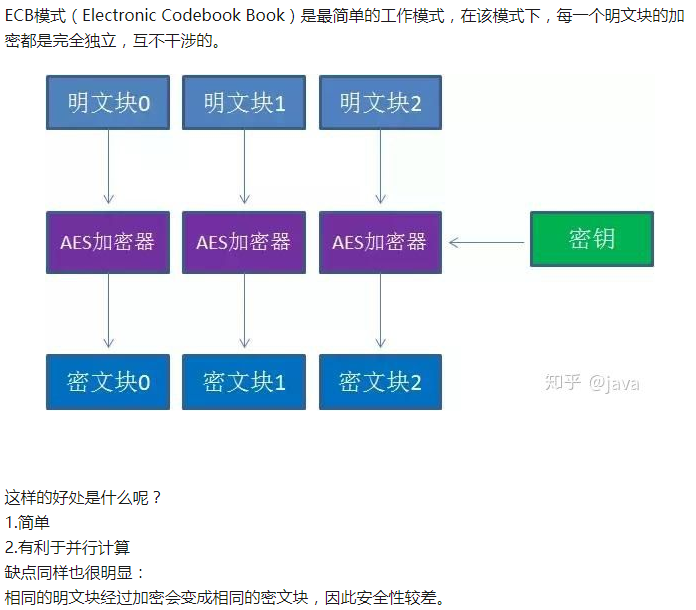 ECB模式（Electronic Codebook Book）是最简单的工作模式，在该模式下，每一个明文块的加
密都是完全独立，互不干涉的。
明文块0 明文块1 明文块2
AES加密器 AES加密器 AES加密器 密钥
密文块0 密文块1 密文块2
知乎 @java
这样的好处是什么呢？
1.简单
2.有利于并行计算
缺点同样也很明显：
相同的明文块经过加密会变成相同的密文块，因此安全性较差。